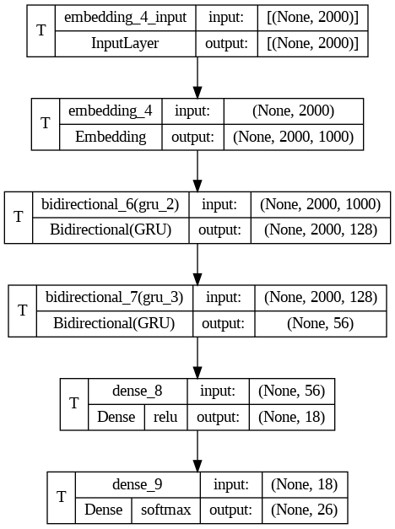 T embedding_4_input input: [(None, 2000)]
InputLayer output: [(None, 2000)]
T embedding_4 input: (None, 2000)
Embedding output: (None, 2000, 1000)
T bidirectional_6(gru_2) input: (None, 2000, 1000)
Bidirectional(GRU) output: (None, 2000, 128)
T bidirectional_7(gru_3) input: (None, 2000, 128)
Bidirectional(GRU) output: (None, 56)
T dense_8 input: (None, 56)
Dense relu output: (None, 18)
T dense_9 input: (None, 18)
Dense softmax output: (None, 26)